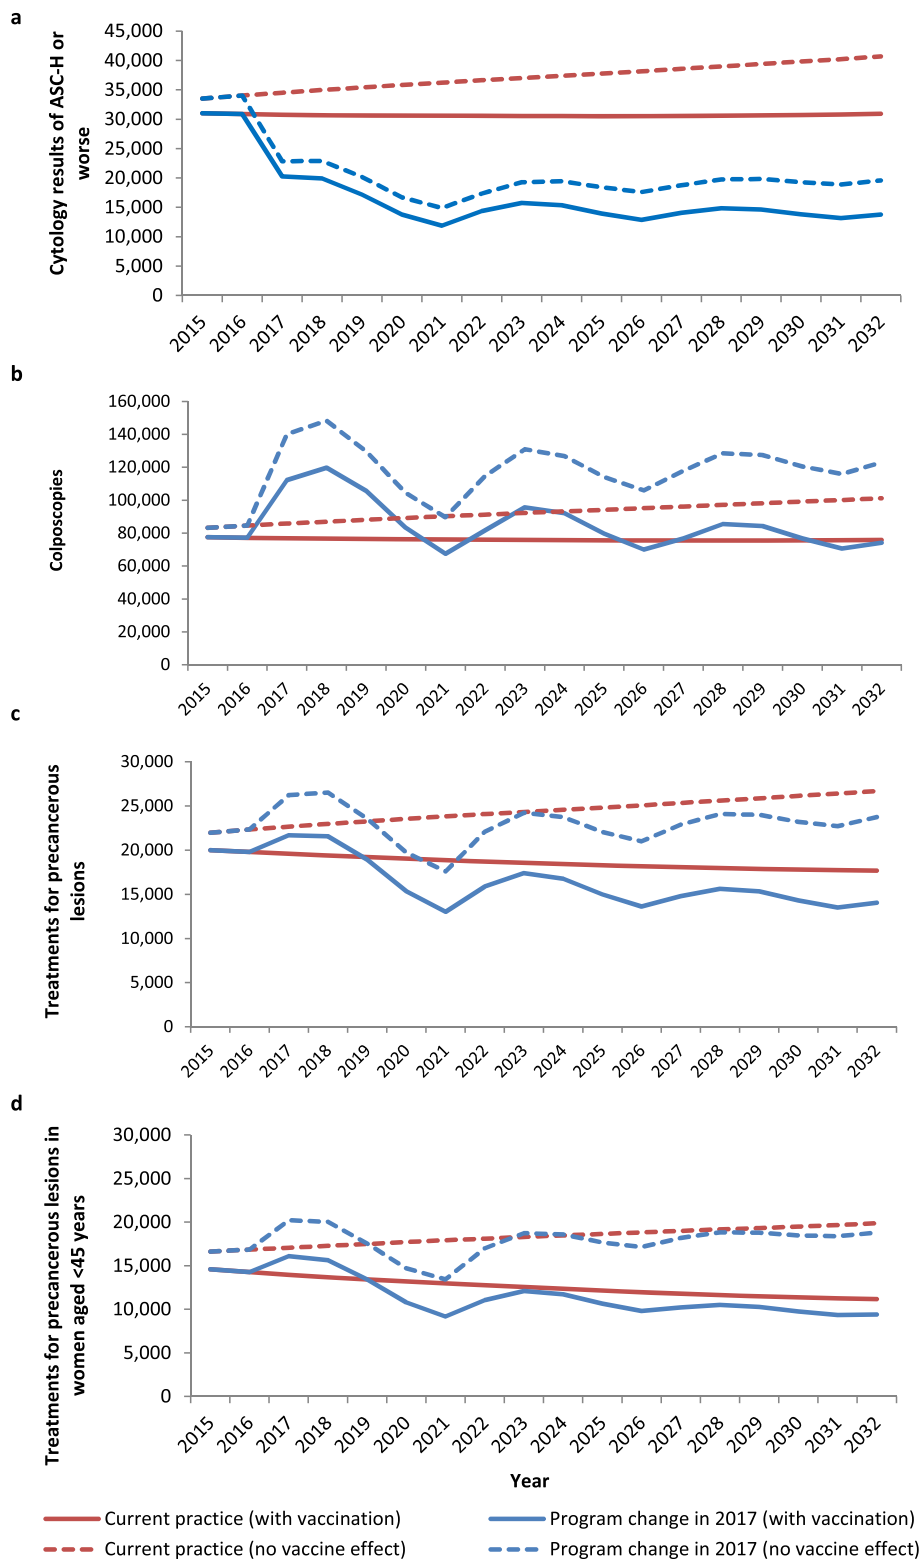 a
Cytology results of ASC-H or
worse
45,000
40,000
35,000
30,000
25,000
20,000
15,000
10,000
5,000
0
2015 2016 2017 2018 2019 2020 2021 2022 2023 2024 2025 2026 2027 2028 2029 2030 2031 2032
b
Colposcopies
160,000
140,000
120,000
100,000
80,000
60,000
40,000
20,000
0
2015 2016 2017 2018 2019 2020 2021 2022 2023 2024 2025 2026 2027 2028 2029 2030 2031 2032
c
Treatments for precancerous
lesions
30,000
25,000
20,000
15,000
10,000
5,000
0
2015 2016 2017 2018 2019 2020 2021 2022 2023 2024 2025 2026 2027 2028 2029 2030 2031 2032
d
Treatments for precancerous lesions in
women aged <45 years
30,000
25,000
20,000
15,000
10,000
5,000
0
2015 2016 2017 2018 2019 2020 2021 2022 2023 2024 2025 2026 2027 2028 2029 2030 2031 2032
Year
Current practice (with vaccination)
Program change in 2017 (with vaccination)
Current practice (no vaccine effect)
Program change in 2017 (no vaccine effect)